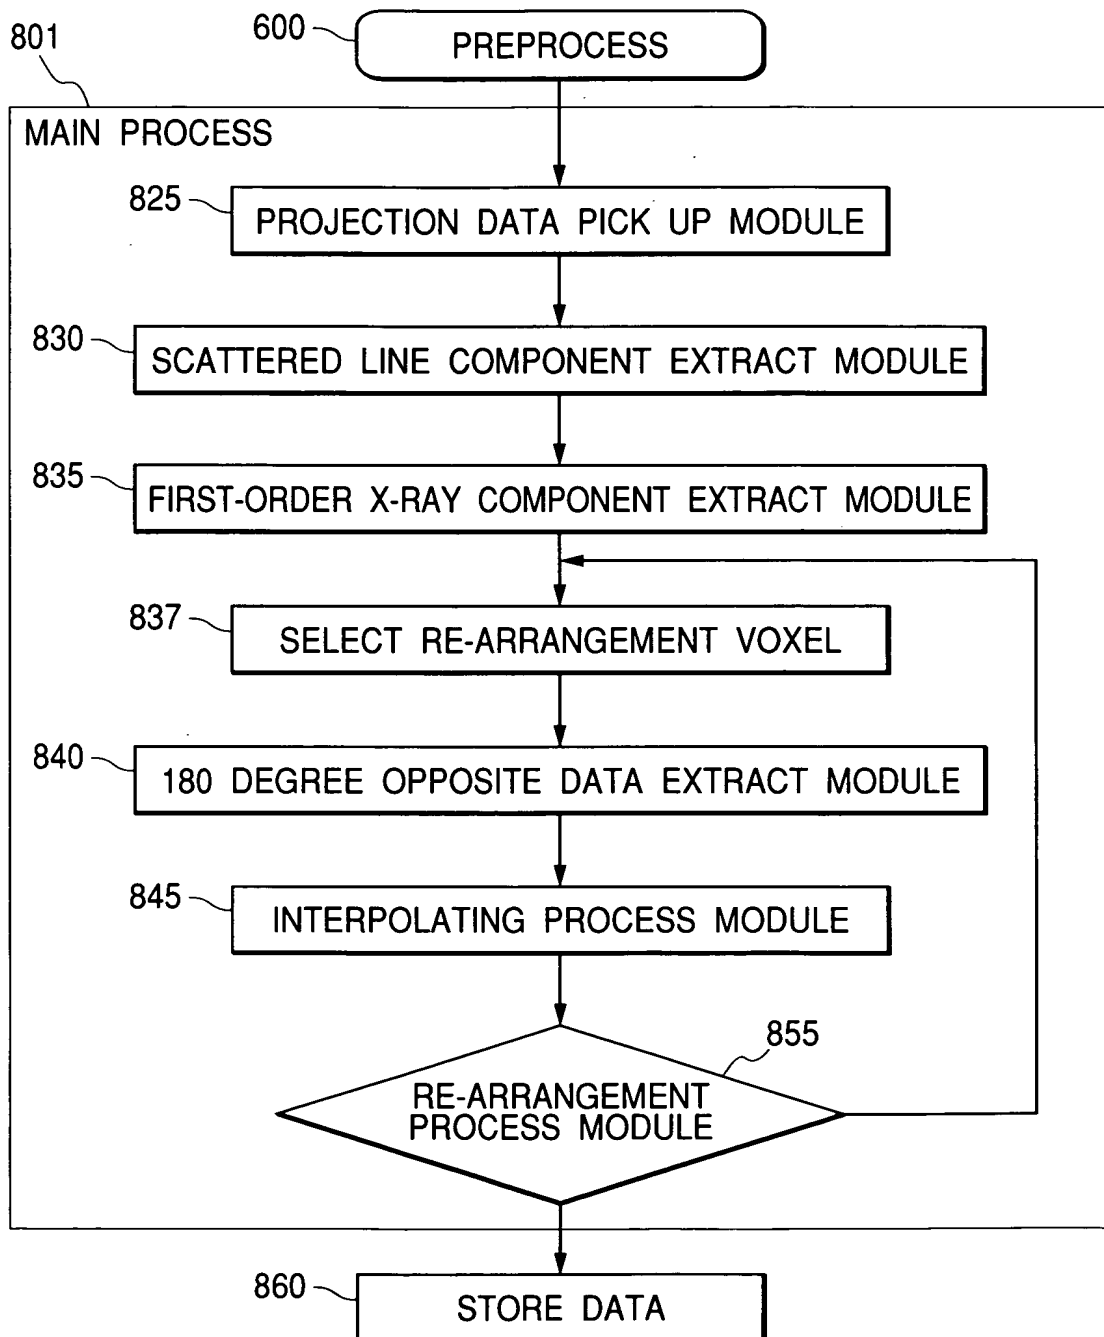 801
600
PREPROCESS
MAIN PROCESS
825
PROJECTION DATA PICK UP MODULE
830
SCATTERED LINE COMPONENT EXTRACT MODULE
835
FIRST-ORDER X-RAY COMPONENT EXTRACT MODULE
837
SELECT RE-ARRANGEMENT VOXEL
840
180 DEGREE OPPOSITE DATA EXTRACT MODULE
845
INTERPOLATING PROCESS MODULE
855
RE-ARRANGEMENT
PROCESS MODULE
860
STORE DATA